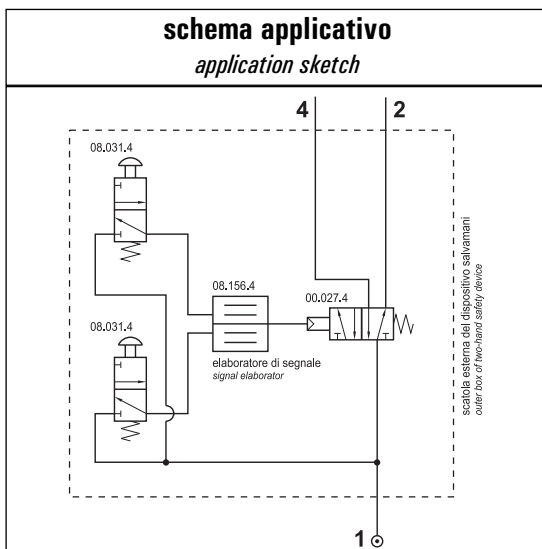 schema applicativo
application sketch
4
2
08.031.4
08.156.4
00.027.4
08.031.4
elaboratore di segnale
signal elaborator
scatola esterna del dispositivo salvamani
outer box of two-hand safety device
1